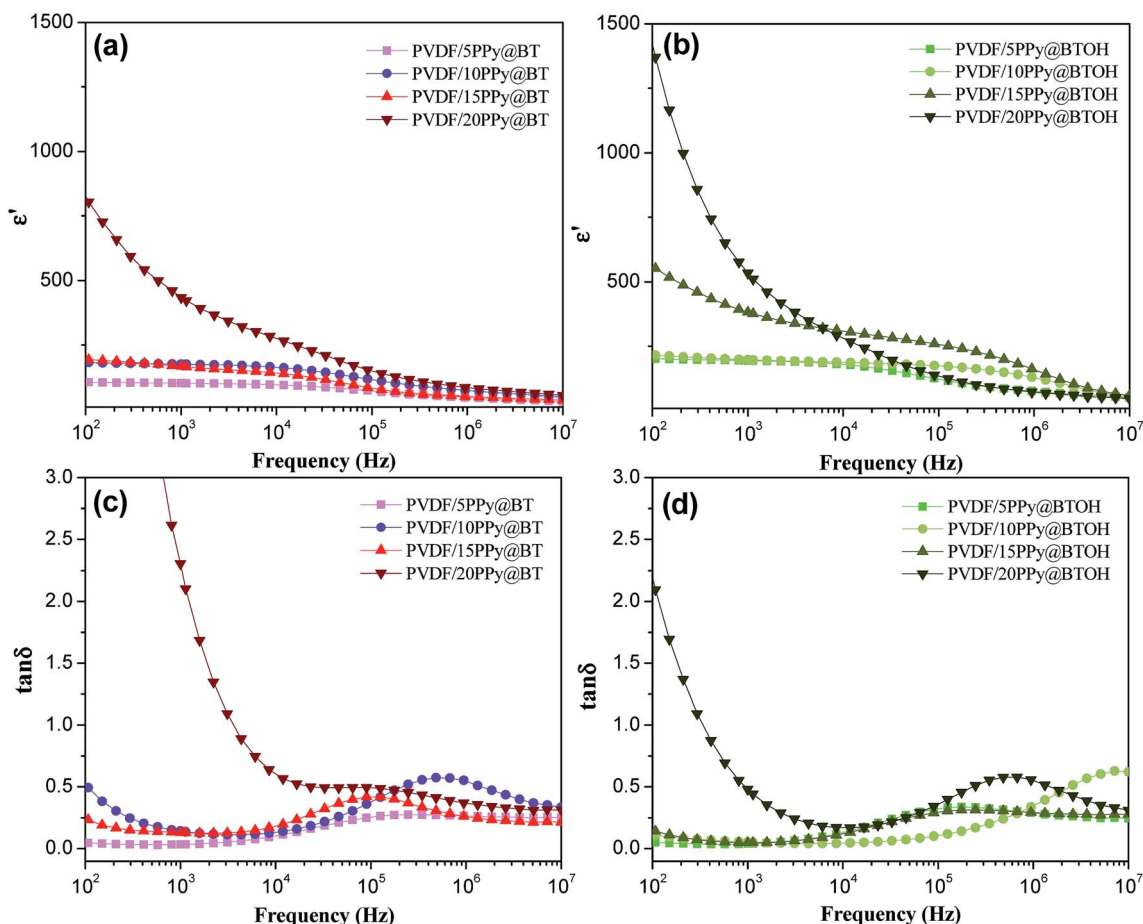 (a)
PVDF/5PPy@BT
PVDF/10PPy@BT
PVDF/15PPy@BT
PVDF/20PPy@BT
1500
1000
500
ε'
10² 10³ 10⁴ 10⁵ 10⁶ 10⁷
Frequency (Hz)
(b)
PVDF/5PPy@BTOH
PVDF/10PPy@BTOH
PVDF/15PPy@BTOH
PVDF/20PPy@BTOH
1500
1000
500
ε'
10² 10³ 10⁴ 10⁵ 10⁶ 10⁷
Frequency (Hz)
(c)
PVDF/5PPy@BT
PVDF/10PPy@BT
PVDF/15PPy@BT
PVDF/20PPy@BT
3.0
2.5
2.0
1.5
1.0
0.5
0.0
tanδ
10² 10³ 10⁴ 10⁵ 10⁶ 10⁷
Frequency (Hz)
(d)
PVDF/5PPy@BTOH
PVDF/10PPy@BTOH
PVDF/15PPy@BTOH
PVDF/20PPy@BTOH
3.0
2.5
2.0
1.5
1.0
0.5
0.0
tanδ
10² 10³ 10⁴ 10⁵ 10⁶ 10⁷
Frequency (Hz)